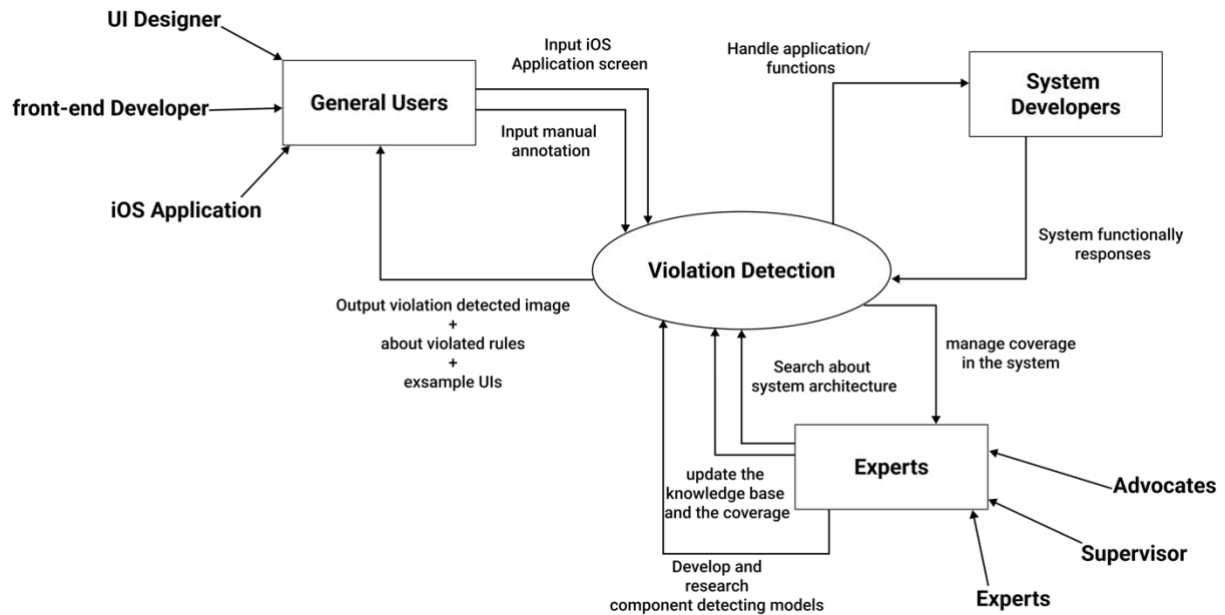 UI Designer
front-end Developer
iOS Application
General Users
Input iOS
Application screen
Input manual
annotation
Handle application/
functions
System
Developers
System functionally
responses
Violation Detection
Output violation detected image
+
about violated rules
+
exsample UIs
Search about
system architecture
manage coverage
in the system
update the
knowledge base
and the coverage
Experts
Advocates
Supervisor
Experts
Develop and
research
component detecting models